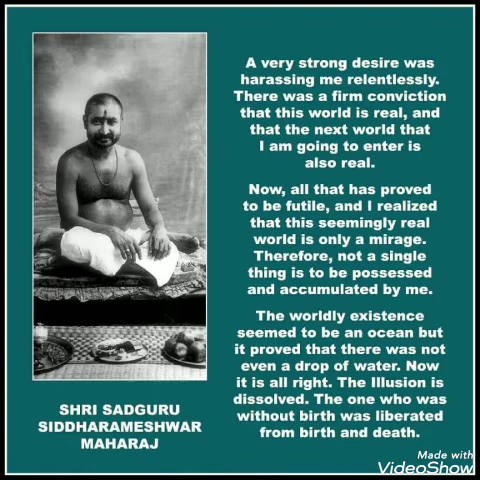 A very strong desire was
harassing me relentlessly.
There was a firm conviction
that this world is real, and
that the next world that
I am going to enter is
also real.
Now, all that has proved
to be futile, and I realized
that this seemingly real
world is only a mirage.
Therefore, not a single
thing is to be possessed
and accumulated by me.
The worldly existence
seemed to be an ocean but
it proved that there was not
even a drop of water. Now
it is all right. The Illusion is
dissolved. The one who was
without birth was liberated
from birth and death.
SHRI SADGURU
SIDDHARAMESHWAR
MAHARAJ
Made with
VideoShow